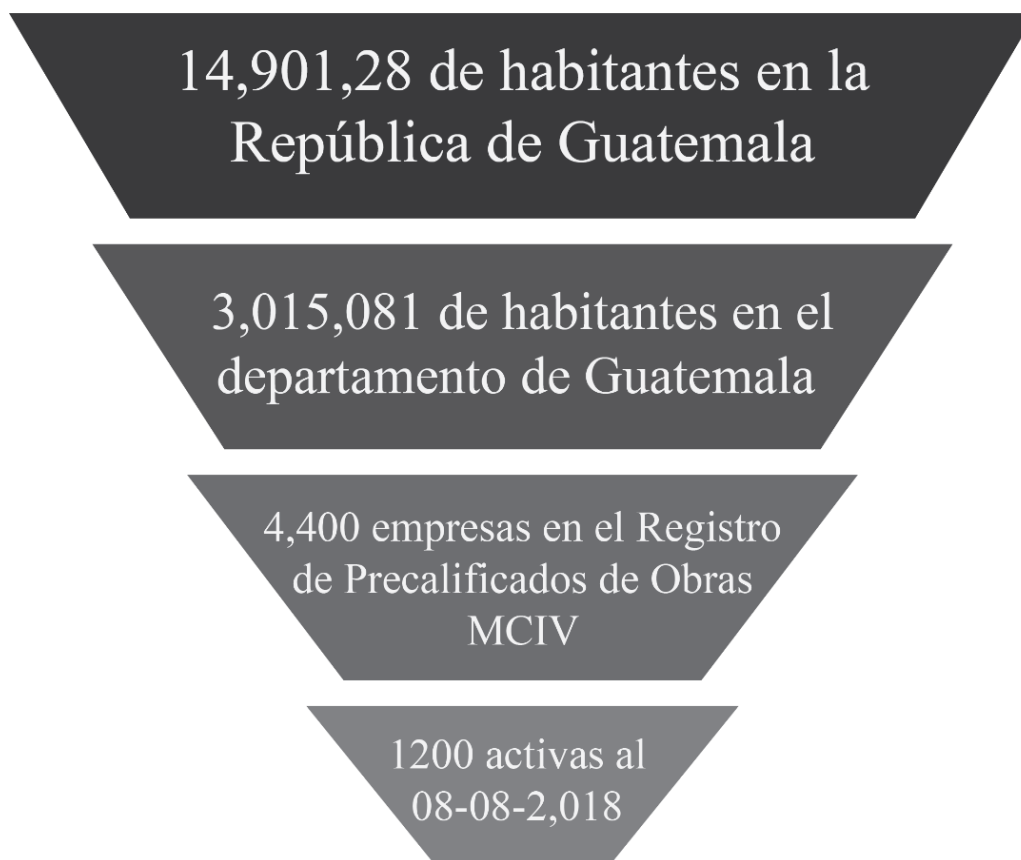 14,901,28 de habitantes en la
República de Guatemala
3,015,081 de habitantes en el
departamento de Guatemala
4,400 empresas en el Registro
de Precalificados de Obras
MCIV
1200 activas al
08-08-2,018